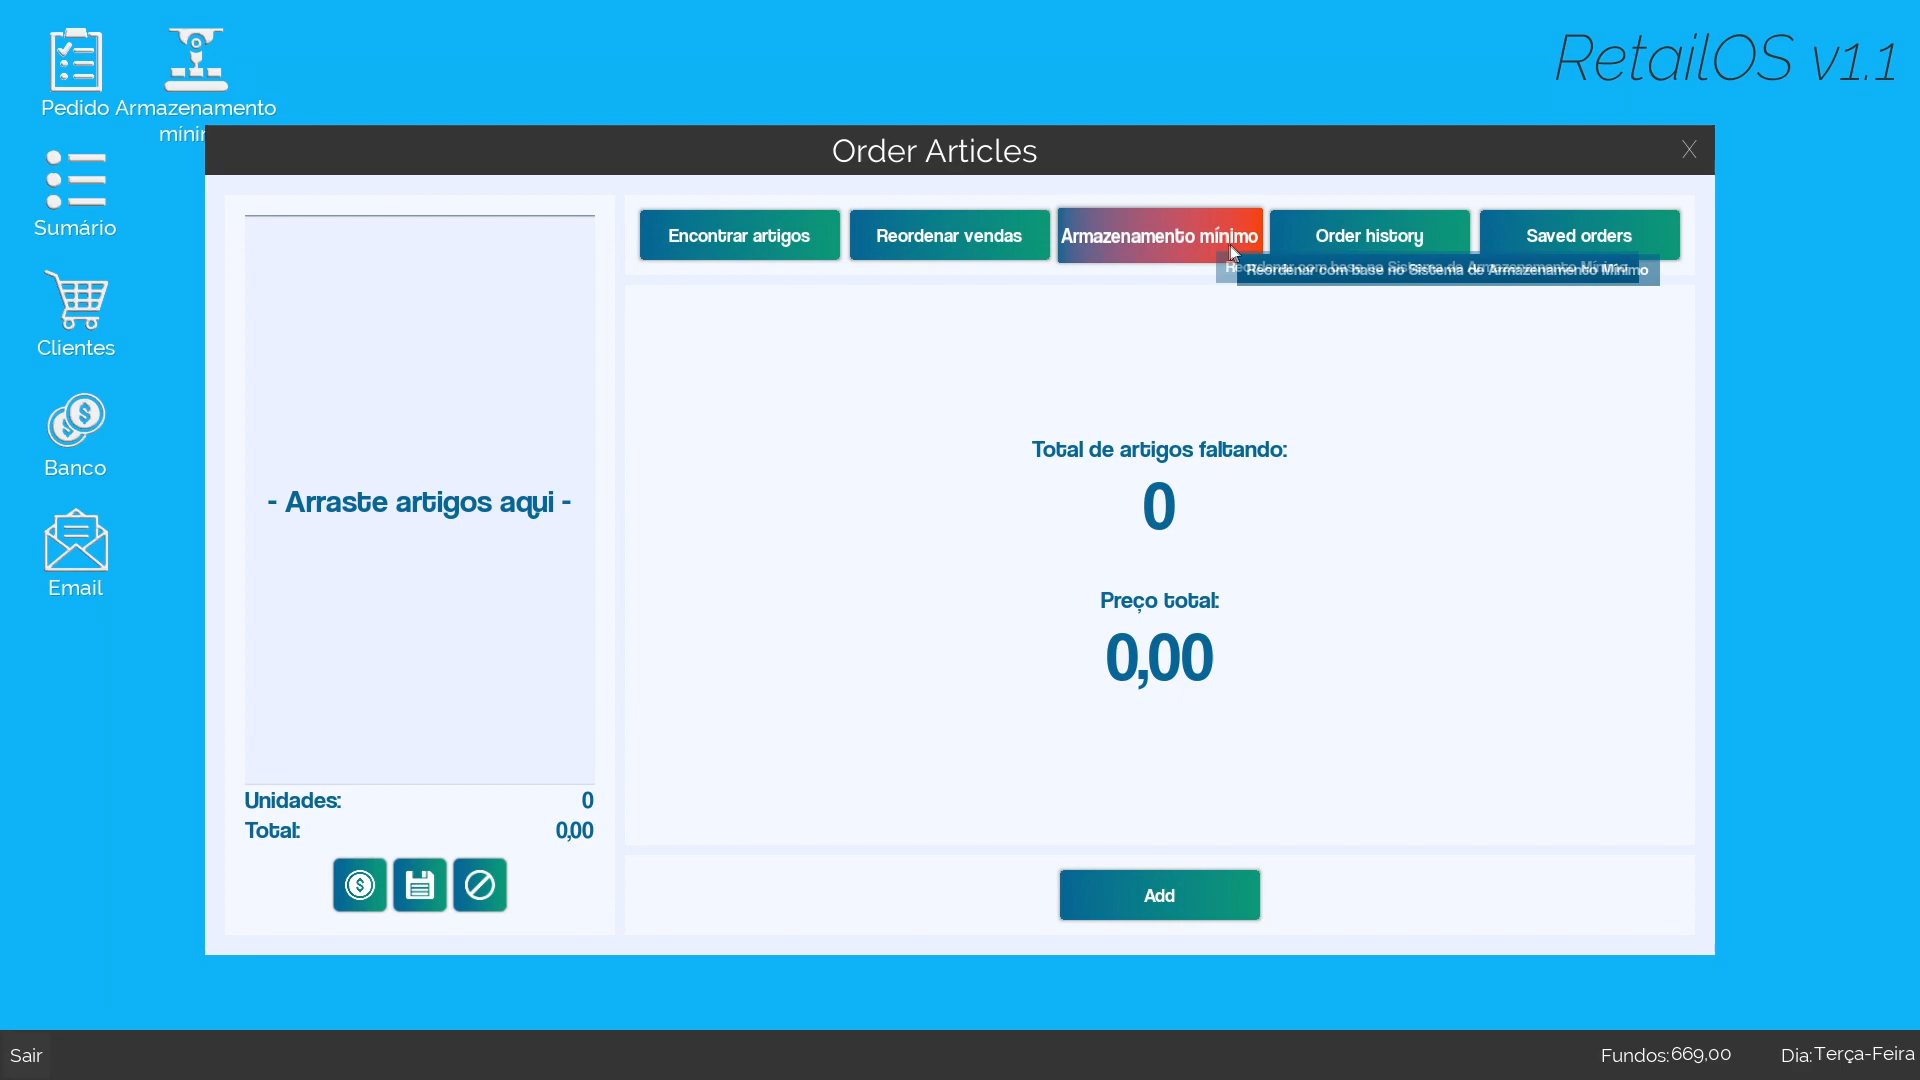 RetailOS v1.1
Pedido
Armazenamento
Sumário
Clientes
Banco
Email
Order Articles
X
- Arraste artigos aqui -
Unidades: 0
Total: 0,00
Encontrar artigos
Reordenar vendas
Armazenamento mínimo
Order history
Saved orders
Reordenar com base no Sistema de Armazenamento Mínimo
Total de artigos faltando:
0
Preço total:
0,00
Add
Sair
Fundos: 669,00
Dia: Terça-Feira